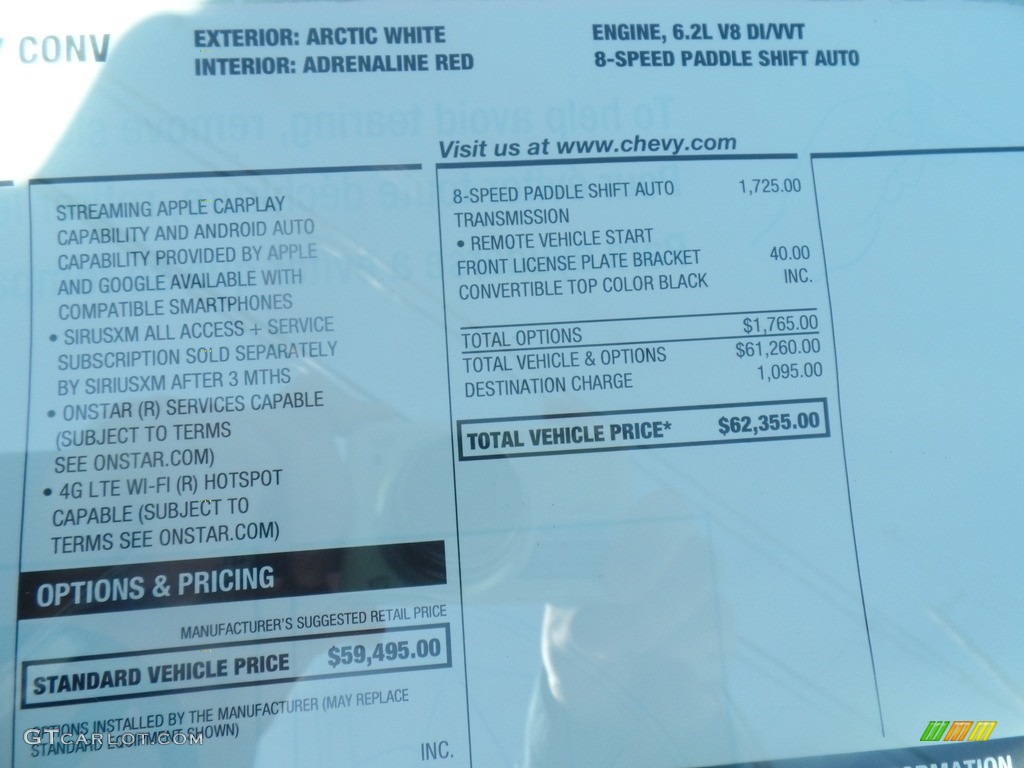 CONV
EXTERIOR: ARCTIC WHITE
INTERIOR: ADRENALINE RED
ENGINE, 6.2L V8 DI/VVT
8-SPEED PADDLE SHIFT AUTO
Visit us at www.chevy.com
STREAMING APPLE CARPLAY
CAPABILITY AND ANDROID AUTO
CAPABILITY PROVIDED BY APPLE
AND GOOGLE AVAILABLE WITH
COMPATIBLE SMARTPHONES
• SIRUSXM ALL ACCESS + SERVICE
SUBSCRIPTION SOLD SEPARATELY
BY SIRIUSXM AFTER 3 MTHS
• ONSTAR (R) SERVICES CAPABLE
(SUBJECT TO TERMS
SEE ONSTAR.COM)
• 4G LTE WI-FI (R) HOTSPOT
CAPABLE (SUBJECT TO
TERMS SEE ONSTAR.COM)
OPTIONS & PRICING
MANUFACTURER'S SUGGESTED RETAIL PRICE
STANDARD VEHICLE PRICE $59,495.00
OPTIONS INSTALLED BY THE MANUFACTURER (MAY REPLACE
STANDARD EQUIPMENT SHOWN)
INC.
8-SPEED PADDLE SHIFT AUTO 1,725.00
TRANSMISSION
• REMOTE VEHICLE START
FRONT LICENSE PLATE BRACKET 40.00
CONVERTIBLE TOP COLOR BLACK INC.
TOTAL OPTIONS $1,765.00
TOTAL VEHICLE & OPTIONS $61,260.00
DESTINATION CHARGE 1,095.00
TOTAL VEHICLE PRICE* $62,355.00
GTCARLOT.COM